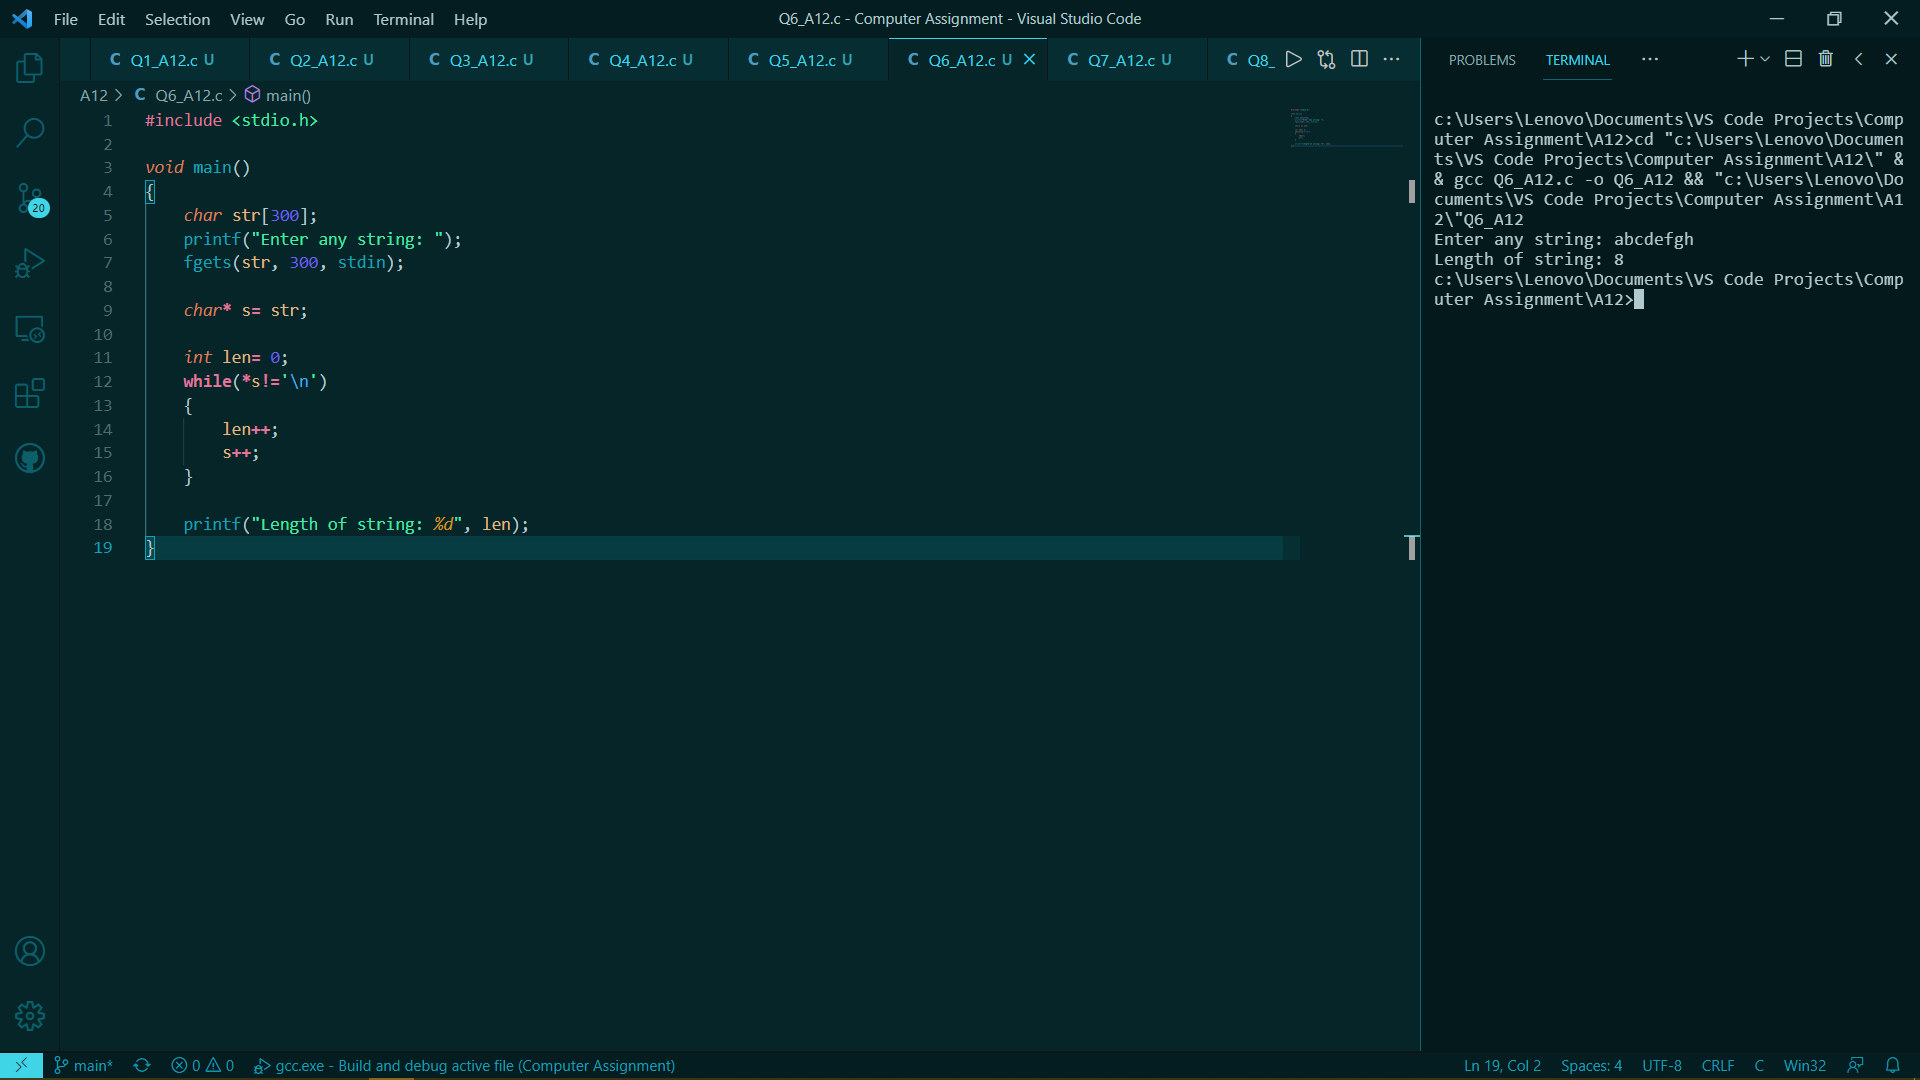 File Edit Selection View Go Run Terminal Help
Q6_A12.c - Computer Assignment - Visual Studio Code
C Q1_A12.c U
C Q2_A12.c U
C Q3_A12.c U
C Q4_A12.c U
C Q5_A12.c U
C Q6_A12.c U
C Q7_A12.c U
C Q8_
A12 > C Q6_A12.c > main()
1 #include <stdio.h>
2
3 void main()
4 {
5 char str[300];
6 printf("Enter any string: ");
7 fgets(str, 300, stdin);
8
9 char* s= str;
10
11 int len= 0;
12 while(*s!='\n')
13 {
14 len++;
15 s++;
16 }
17
18 printf("Length of string: %d", len);
19 }
20
PROBLEMS TERMINAL
c:\Users\Lenovo\Documents\VS Code Projects\Comp
uter Assignment\A12>cd "c:\Users\Lenovo\Documen
ts\VS Code Projects\Computer Assignment\A12\" &
& gcc Q6_A12.c -o Q6_A12 && "c:\Users\Lenovo\Do
cuments\VS Code Projects\Computer Assignment\A1
2\"Q6_A12
Enter any string: abcdefgh
Length of string: 8
c:\Users\Lenovo\Documents\VS Code Projects\Comp
uter Assignment\A12>
main* 0 0 gcc.exe - Build and debug active file (Computer Assignment)
Ln 19, Col 2 Spaces: 4 UTF-8 CRLF C Win32